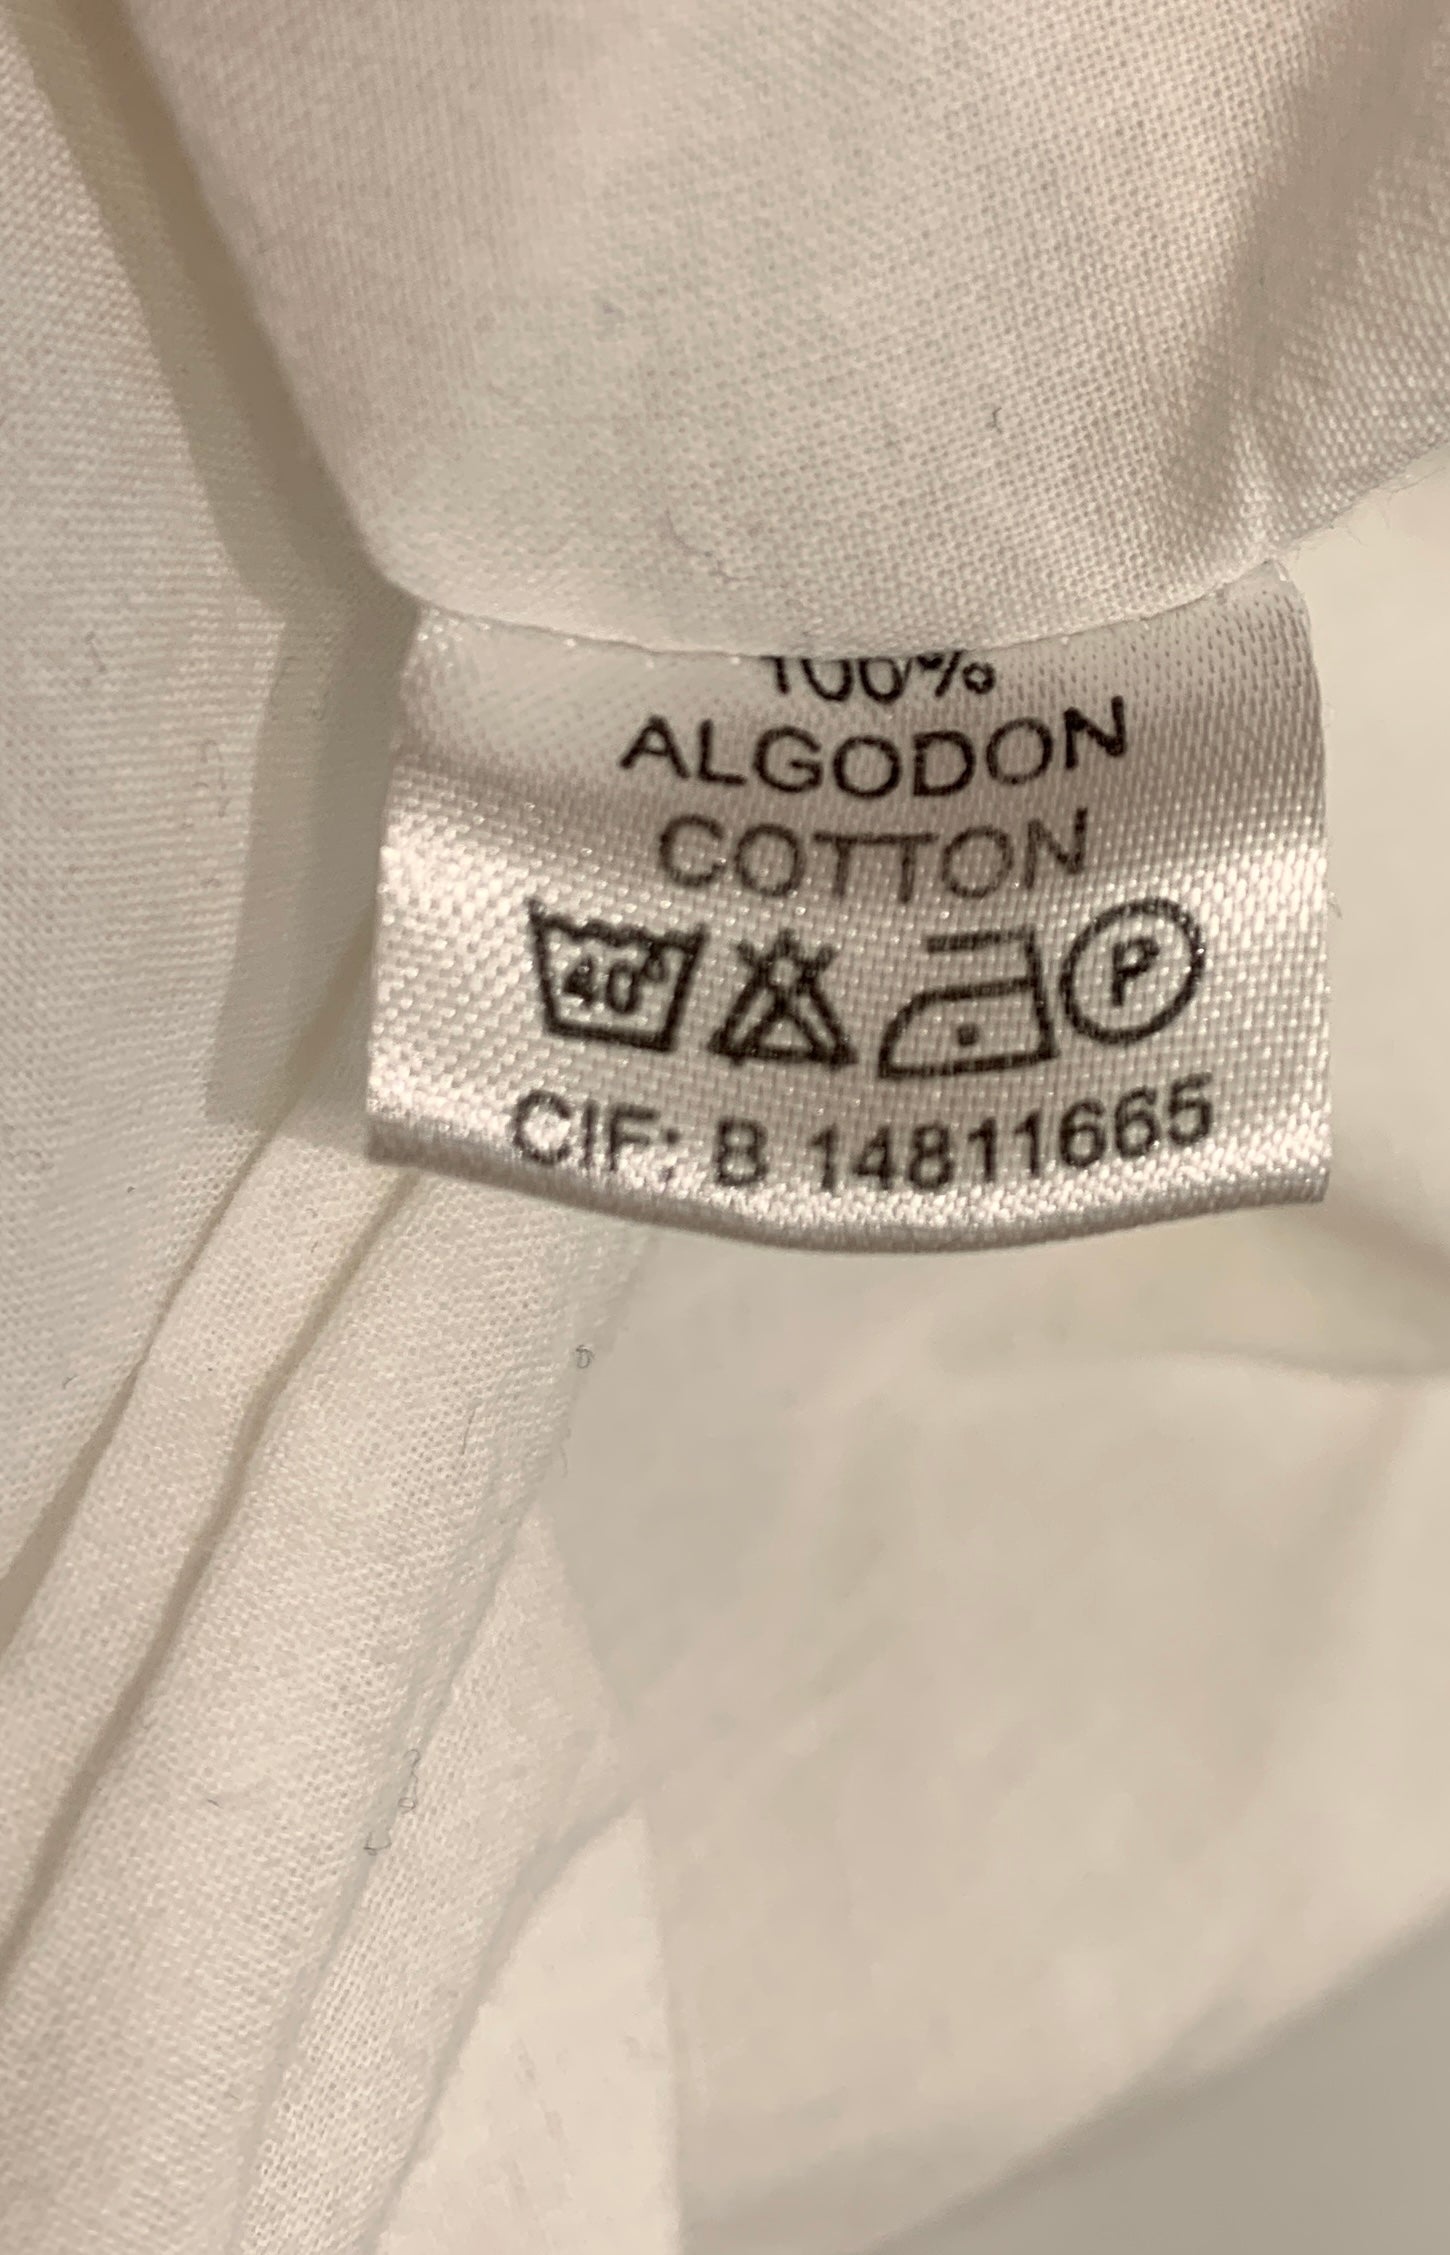 100%
ALGODON
COTTON
40° P
CIF: B 14811665